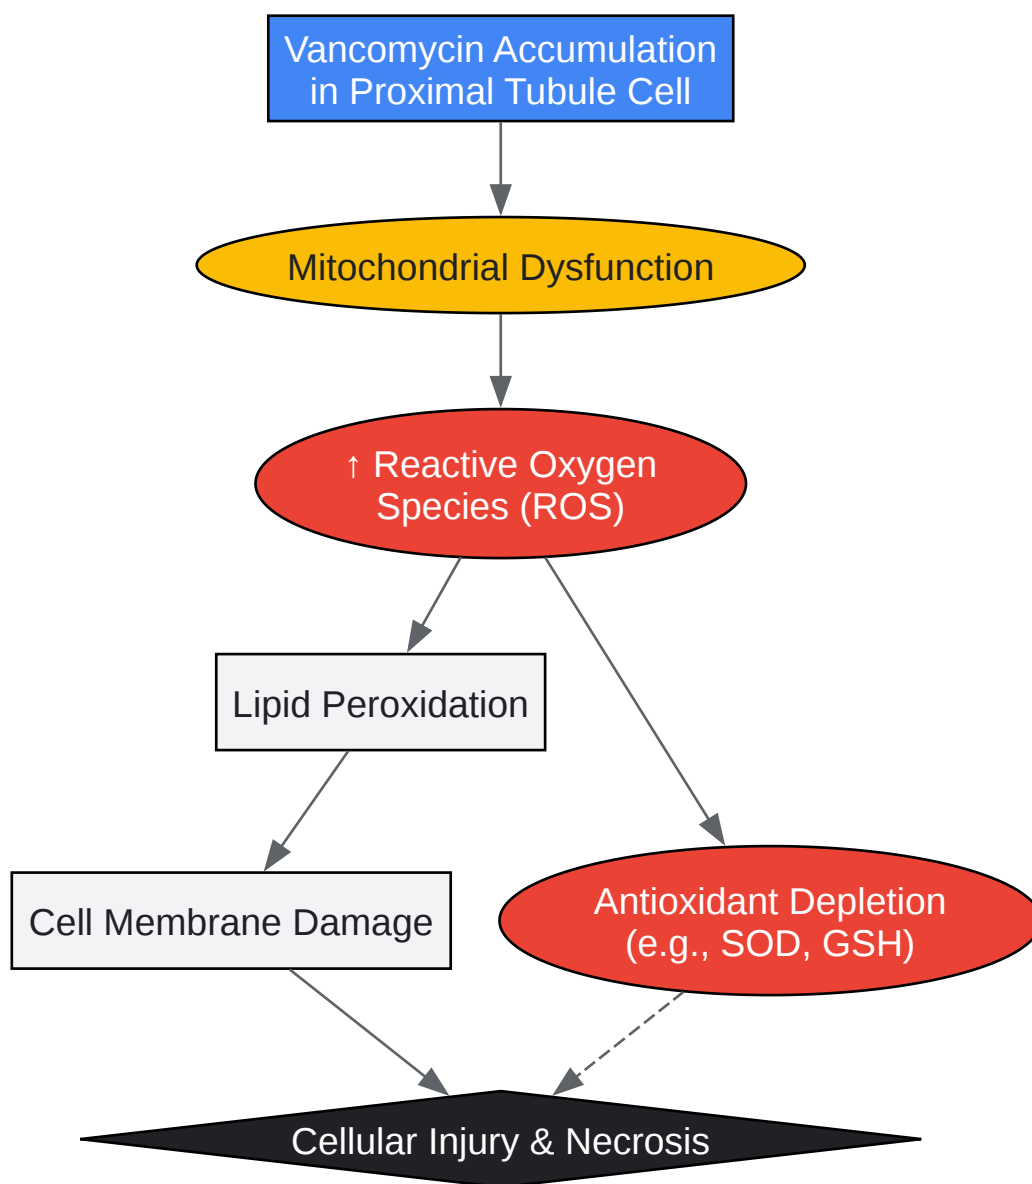 Vancomycin Accumulation
in Proximal Tubule Cell
Mitochondrial Dysfunction
↑ Reactive Oxygen
Species (ROS)
Lipid Peroxidation
Cell Membrane Damage
Antioxidant Depletion
(e.g., SOD, GSH)
Cellular Injury & Necrosis